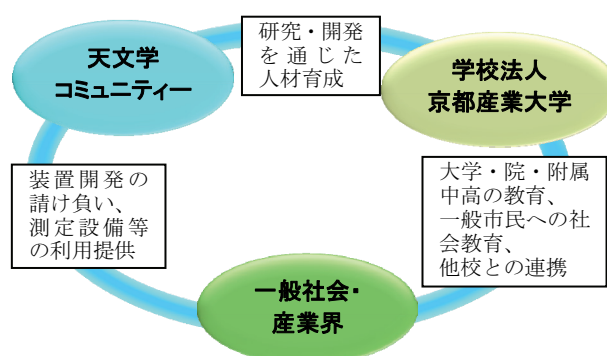 天文学
コミュニティー
研究・開発
を通じた
人材育成
学校法人
京都産業大学
装置開発の
請け負い、
測定設備等
の利用提供
大学・院・附属
中高の教育、
一般市民への社
会教育、
他校との連携
一般社会・
産業界